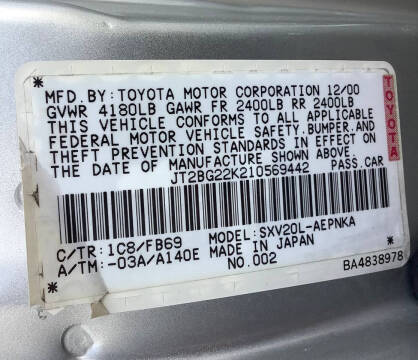 MFD.BY:TOYOTA MOTOR CORPORATION 12/00
GVWR 4180LB GAWR FR 2400LB RR 2400LB
THIS VEHICLE CONFORMS TO ALL APPLICABLE
FEDERAL MOTOR VEHICLE SAFETY.BUMPER.AND
THEFT PREVENTION STANDARDS IN EFFECT ON
THE DATE OF MANUFACTURE SHOWN ABOVE
JT2BG22K210569442 PASS.CAR
C/TR:1C8/FB69 MODEL:SXV20L-AEPNKA
A/TM:-03A/A140E MADE IN JAPAN
NO.002 BA4838978
TOYOTA